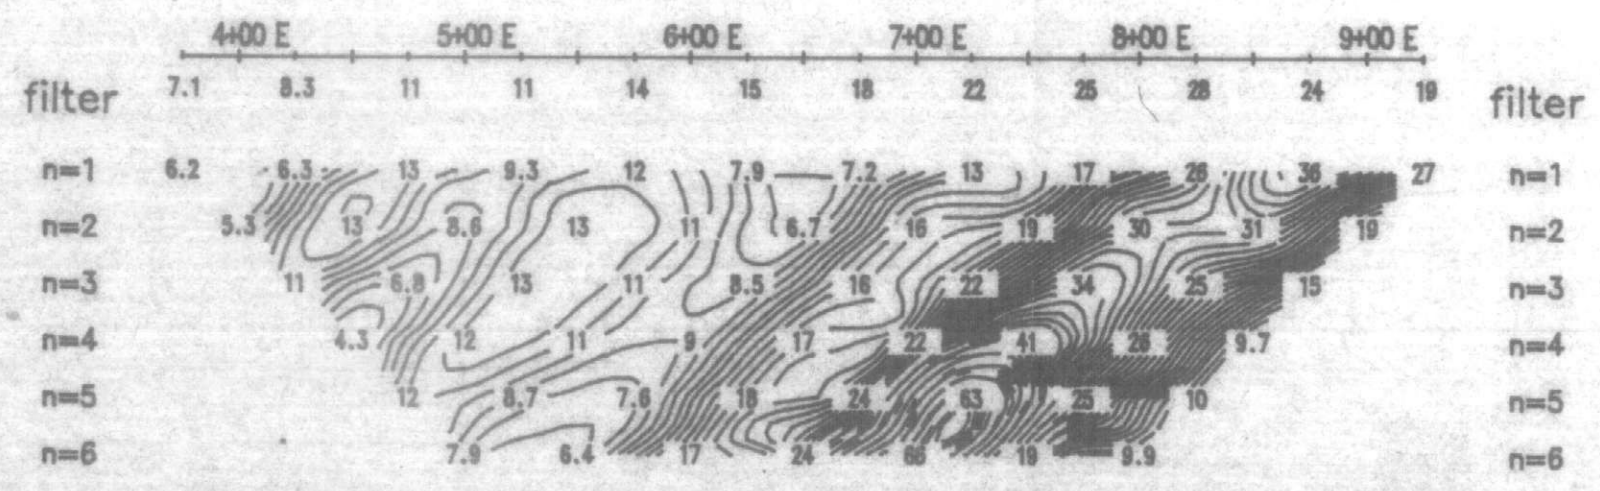 4+00 E 5+00 E 6+00 E 7+00 E 8+00 E 9+00 E
filter 7.1 8.3 11 11 14 15 18 22 25 28 24 19 filter
n=1 6.2 6.3 13 9.3 12 7.9 7.2 13 17 26 36 27 n=1
n=2 5.3 13 8.6 13 11 6.7 16 19 30 31 19 n=2
n=3 11 6.8 13 11 8.5 16 22 34 25 15 n=3
n=4 4.3 12 11 9 17 22 41 26 9.7 n=4
n=5 12 8.7 7.6 18 24 63 25 10 n=5
n=6 7.9 6.4 17 24 66 19 9.9 n=6